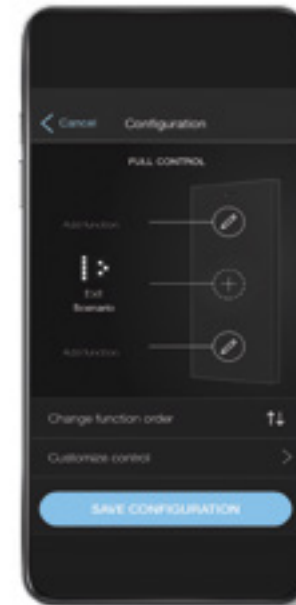 Cancel Configuration
FULL CONTROL
Add function
Exit
Scenario
Add function
Change function order
Customize control
SAVE CONFIGURATION